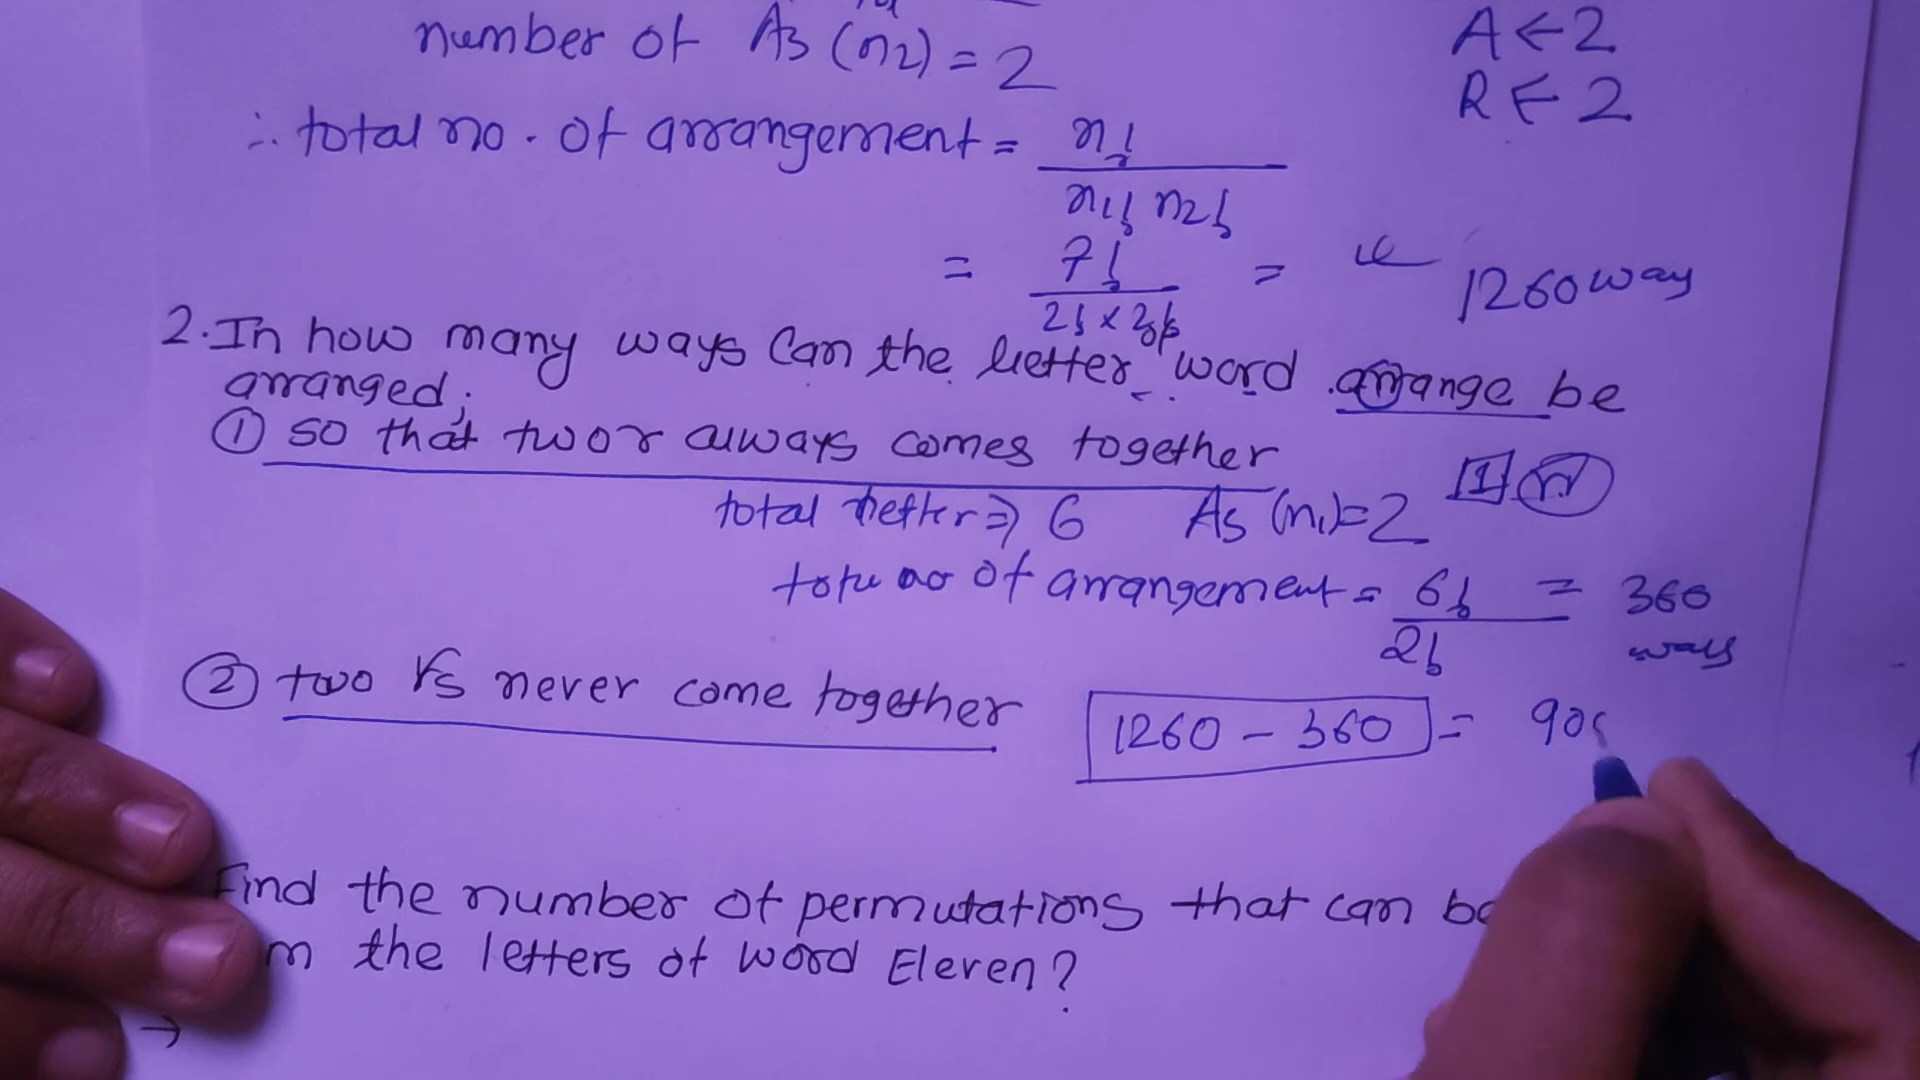 number of As (n2) = 2
A ← 2
R ← 2
∴ total no. of arrangement = n!
n1! n2!
= 7! =
2! × 2!
1260 way
2. In how many ways can the letter word arrange be
arranged;
① so that two r always comes together
total letter ⇒ 6 As (n1) = 2
total no of arrangement = 6! = 360
2! ways
② two rs never come together 1260 - 360 = 90
Find the number of permutations that can
the letters of word Eleven?
→